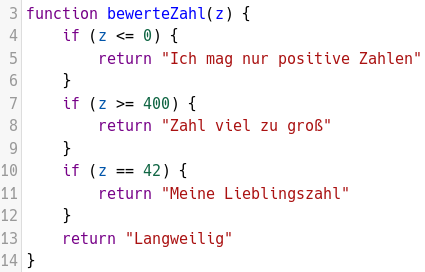 3 function bewerteZahl(z) {
4     if (z <= 0) {
5         return "Ich mag nur positive Zahlen"
6     }
7     if (z >= 400) {
8         return "Zahl viel zu groß"
9     }
10     if (z == 42) {
11         return "Meine Lieblingszahl"
12     }
13     return "Langweilig"
14 }